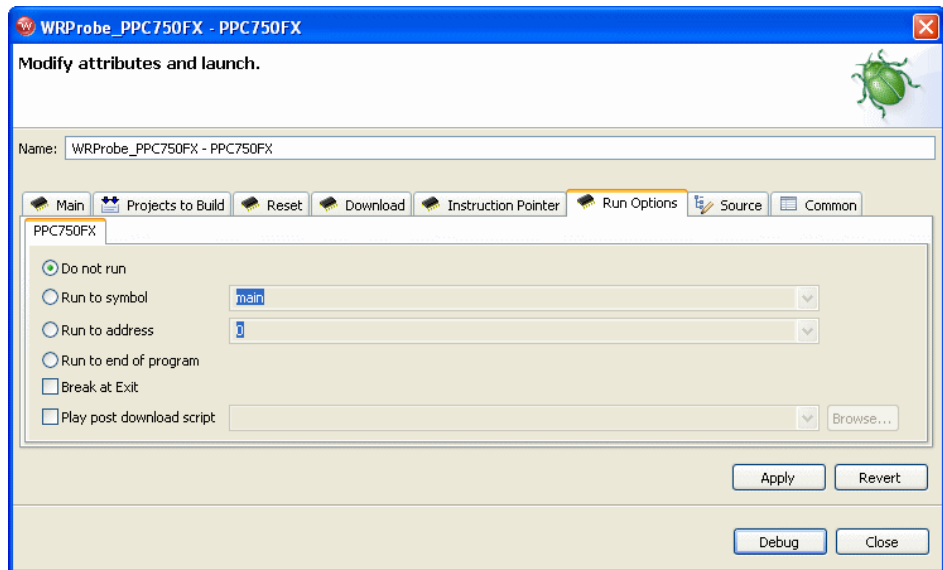 WRProbe_PPC750FX - PPC750FX
Modify attributes and launch.
Name: WRProbe_PPC750FX - PPC750FX
Main Projects to Build Reset Download Instruction Pointer Run Options Source Common
PPC750FX
Do not run
Run to symbol main
Run to address 0
Run to end of program
Break at Exit
Play post download script Browse...
Apply Revert
Debug Close